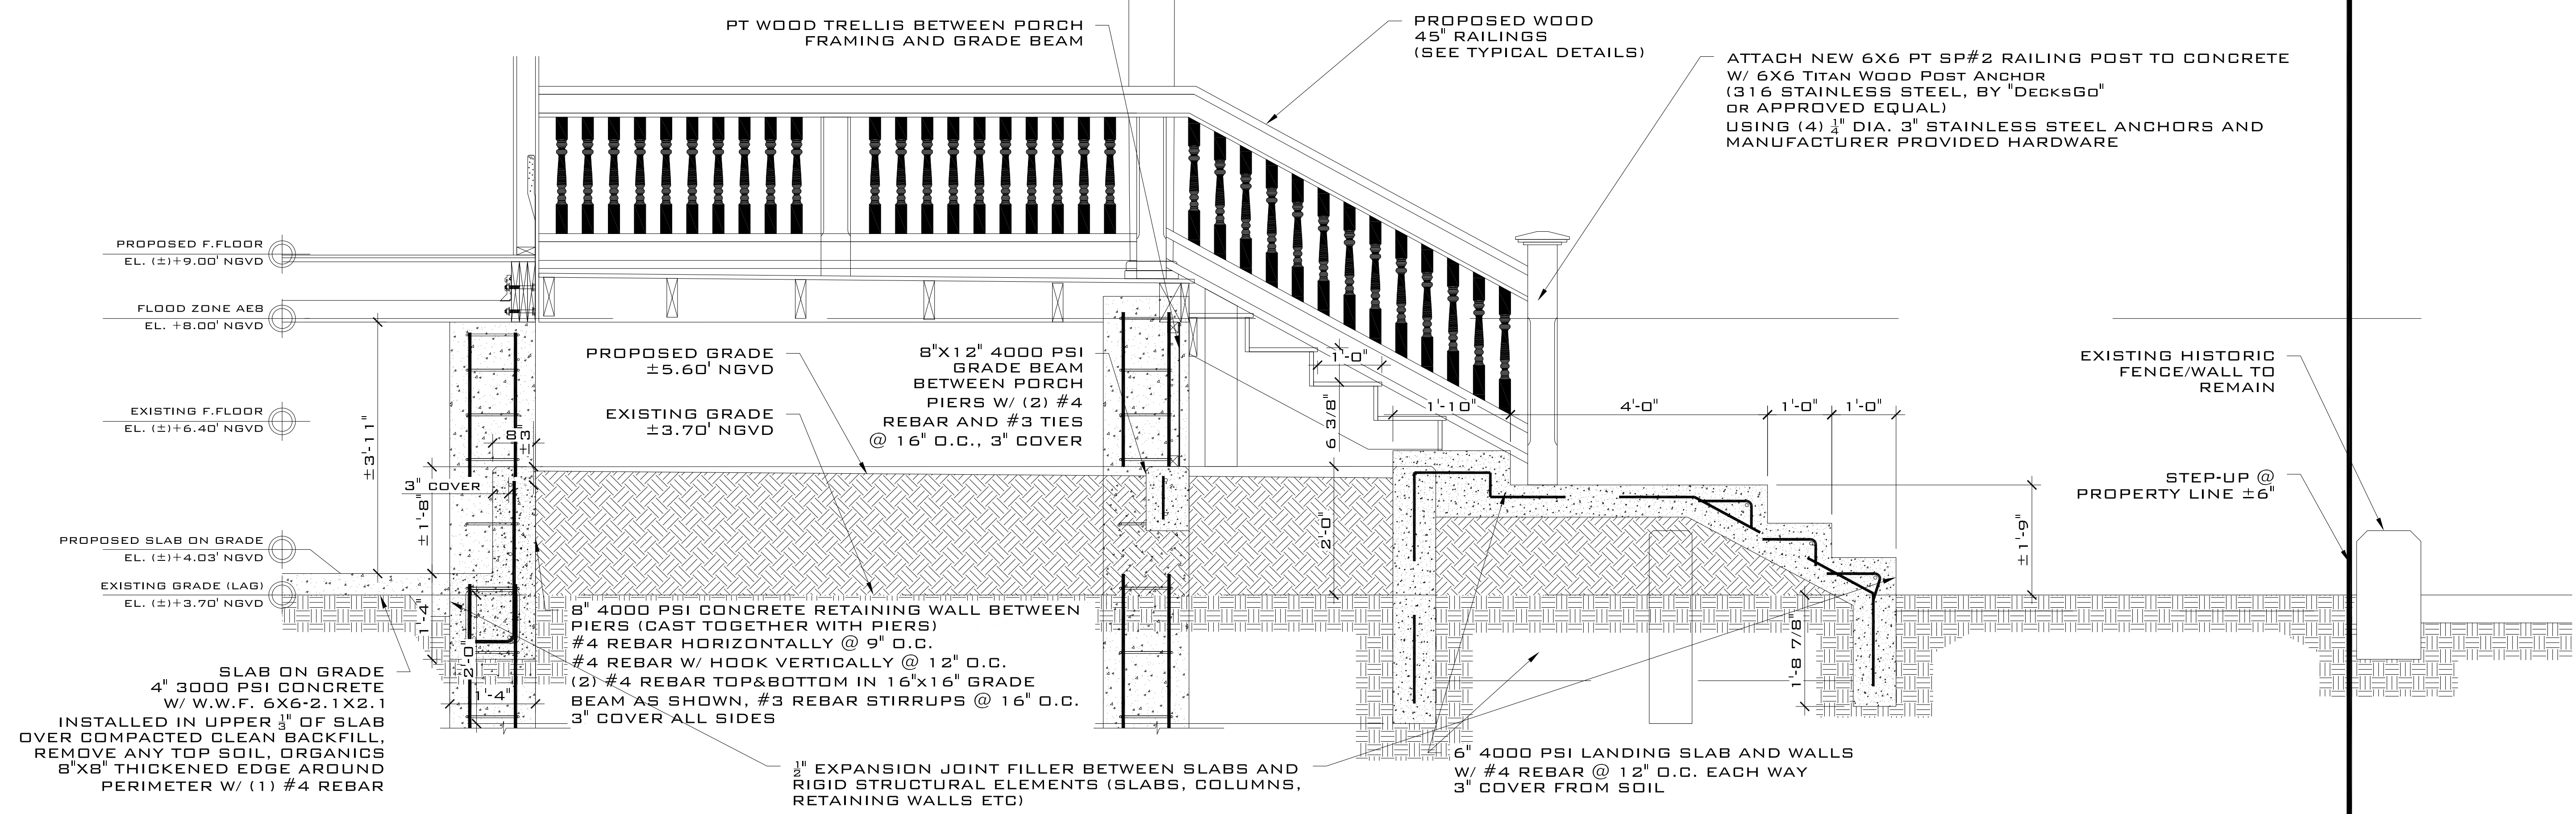 PT WOOD TRELLIS BETWEEN PORCH
FRAMING AND GRADE BEAM
PROPOSED WOOD
45" RAILINGS
(SEE TYPICAL DETAILS)
ATTACH NEW 6X6 PT SP#2 RAILING POST TO CONCRETE
W/ 6X6 TITAN WOOD POST ANCHOR
(316 STAINLESS STEEL, BY "DECKSGO"
OR APPROVED EQUAL)
USING (4) 1/4" DIA. 3" STAINLESS STEEL ANCHORS AND
MANUFACTURER PROVIDED HARDWARE
PROPOSED F.FLOOR
EL. (±)+9.00' NGVD
FLOOD ZONE AE8
EL. +8.00' NGVD
EXISTING F.FLOOR
EL. (±)+6.40' NGVD
PROPOSED SLAB ON GRADE
EL. (±)+4.03' NGVD
EXISTING GRADE (LAG)
EL. (±)+3.70' NGVD
±3'-11"
8"
±3
3" COVER
±1'-8"
1'-4"
2'-0"
1'-4"
PROPOSED GRADE
±5.60' NGVD
EXISTING GRADE
±3.70' NGVD
8"X12" 4000 PSI
GRADE BEAM
BETWEEN PORCH
PIERS W/ (2) #4
REBAR AND #3 TIES
@ 16" O.C., 3" COVER
1'-0"
6 3/8"
2'-0"
1'-10"
4'-0"
1'-0"
1'-0"
±1'-9"
1'-8 7/8"
EXISTING HISTORIC
FENCE/WALL TO
REMAIN
STEP-UP @
PROPERTY LINE ±6"
SLAB ON GRADE
4" 3000 PSI CONCRETE
W/ W.W.F. 6X6-2.1X2.1
INSTALLED IN UPPER 1/3" OF SLAB
OVER COMPACTED CLEAN BACKFILL,
REMOVE ANY TOP SOIL, ORGANICS
8"X8" THICKENED EDGE AROUND
PERIMETER W/ (1) #4 REBAR
8" 4000 PSI CONCRETE RETAINING WALL BETWEEN
PIERS (CAST TOGETHER WITH PIERS)
#4 REBAR HORIZONTALLY @ 9" O.C.
#4 REBAR W/ HOOK VERTICALLY @ 12" O.C.
(2) #4 REBAR TOP&BOTTOM IN 16"X16" GRADE
BEAM AS SHOWN, #3 REBAR STIRRUPS @ 16" O.C.
3" COVER ALL SIDES
1/2" EXPANSION JOINT FILLER BETWEEN SLABS AND
RIGID STRUCTURAL ELEMENTS (SLABS, COLUMNS,
RETAINING WALLS ETC)
6" 4000 PSI LANDING SLAB AND WALLS
W/ #4 REBAR @ 12" O.C. EACH WAY
3" COVER FROM SOIL